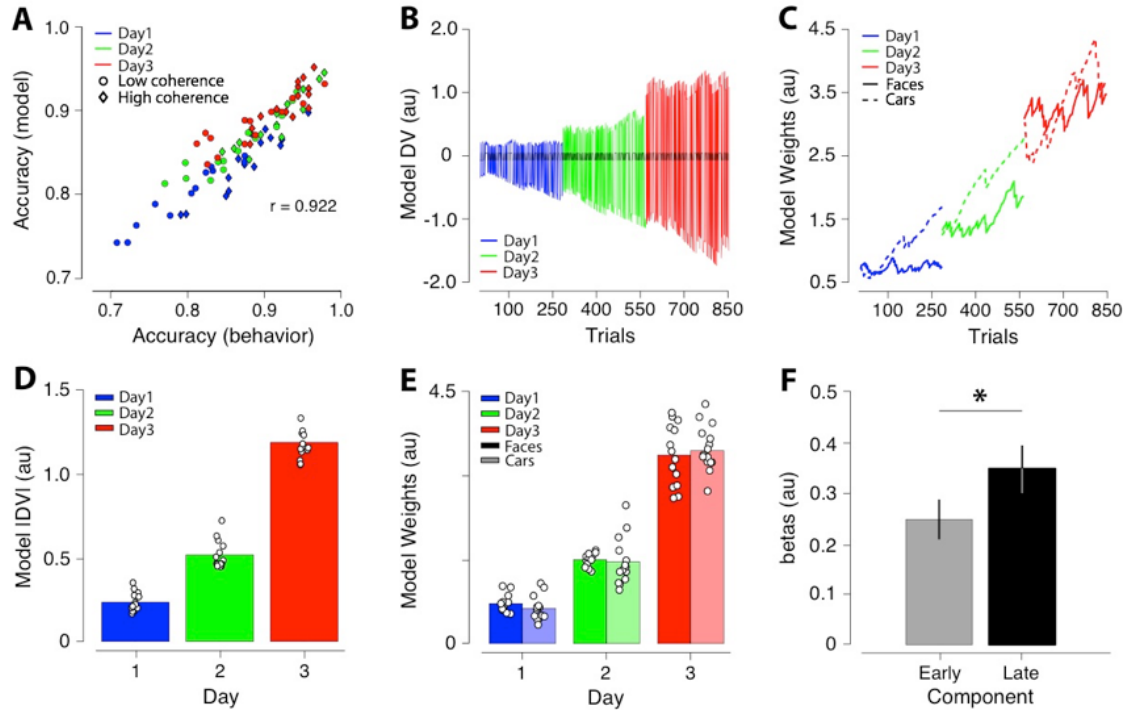 A
Accuracy (model)
1.0
0.9
0.8
0.7
Day1
Day2
Day3
Low coherence
High coherence
r = 0.922
0.7 0.8 0.9 1.0
Accuracy (behavior)
B
Model DV (au)
2.0
1.0
0
-1.0
-2.0
Day1
Day2
Day3
100 250 400 550 700 850
Trials
C
Model Weights (au)
4.5
3.5
2.5
1.5
0.5
Day1
Day2
Day3
Faces
Cars
100 250 400 550 700 850
Trials
D
Model |DV| (au)
1.5
1.0
0.5
0
Day1
Day2
Day3
1 2 3
Day
E
Model Weights (au)
4.5
0
Day1
Day2
Day3
Faces
Cars
1 2 3
Day
F
betas (au)
0.5
0.4
0.3
0.2
0.1
0
*
Early Late
Component